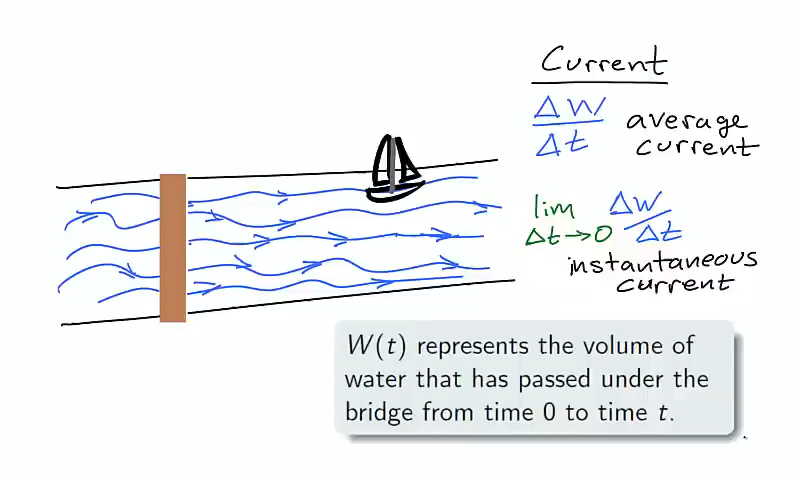 Current
ΔW/Δt average
current
lim Δt→0 ΔW/Δt
instantaneous
current
W(t) represents the volume of
water that has passed under the
bridge from time 0 to time t.